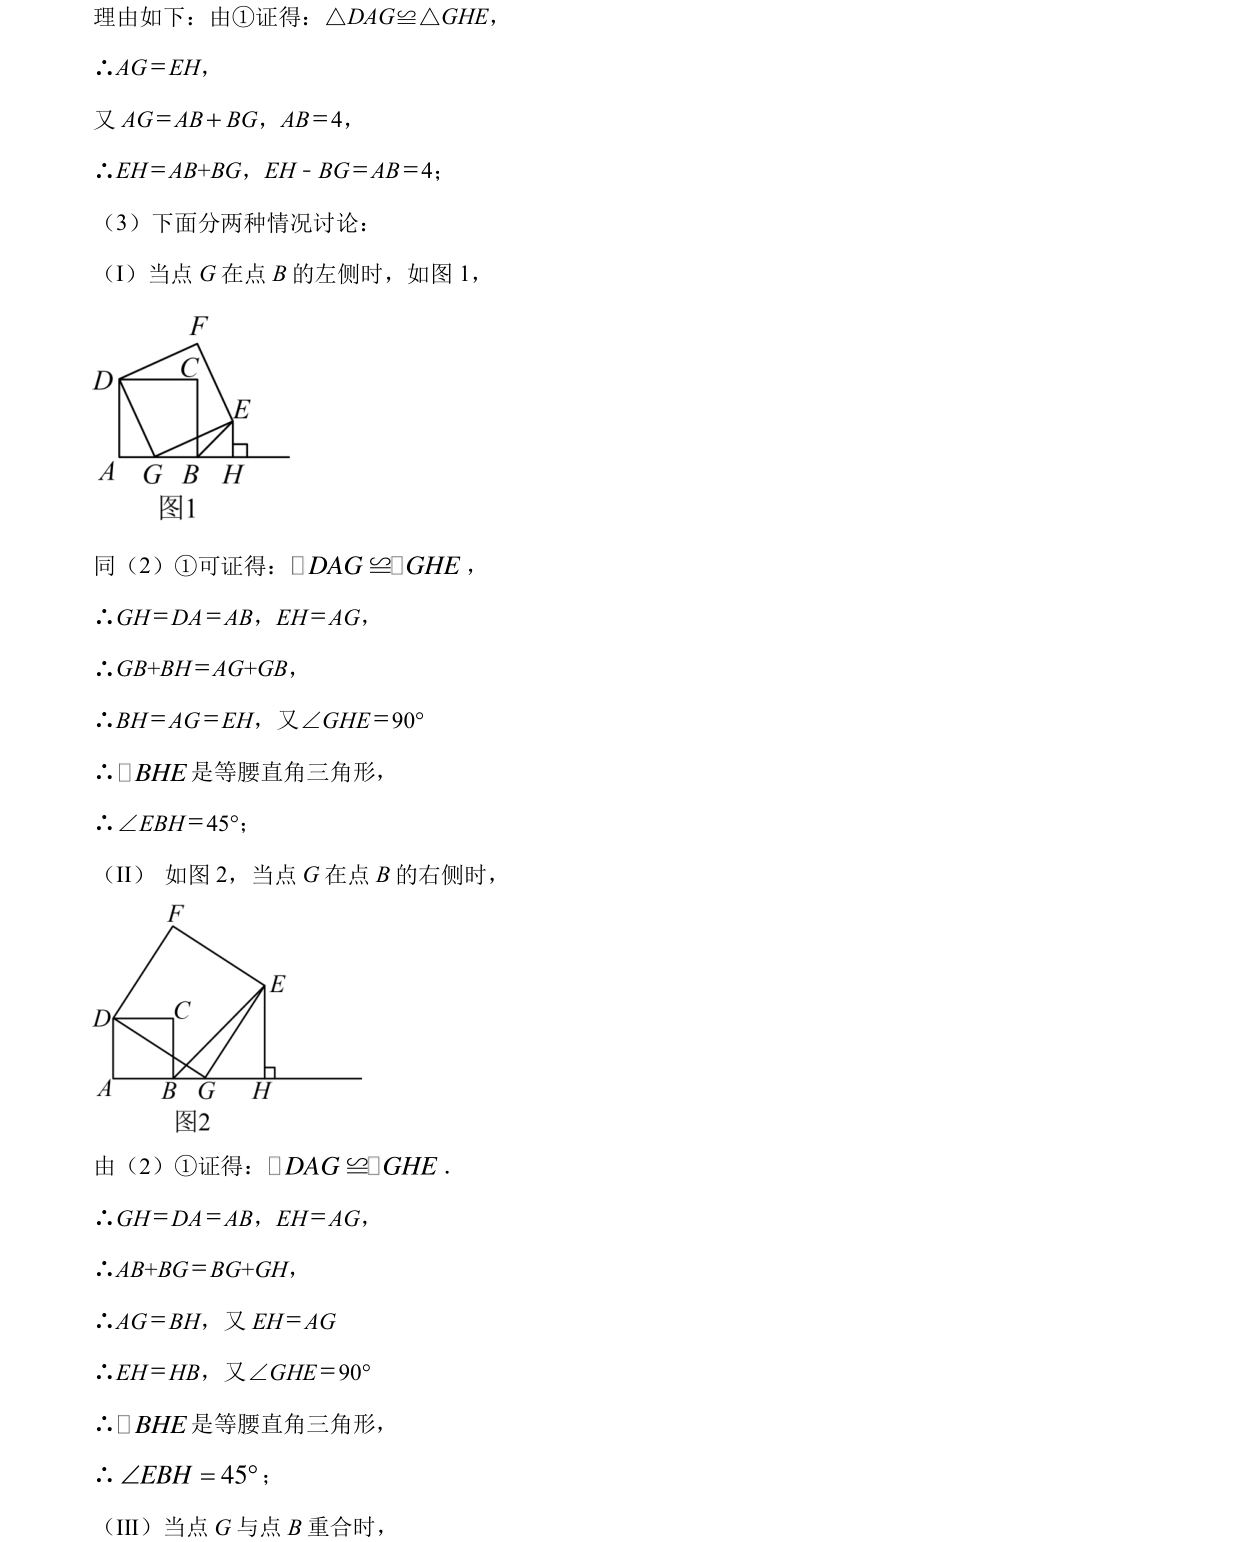 理由如下：由①证得：△DAG≌△GHE，
∴AG＝EH，
又 AG＝AB＋BG，AB＝4，
∴EH＝AB+BG，EH﹣BG＝AB＝4；
（3）下面分两种情况讨论：
（I）当点 G 在点 B 的左侧时，如图 1，
F
C
D
E
A G B H
图1
同（2）①可证得：□DAG≌□GHE，
∴GH＝DA＝AB，EH＝AG，
∴GB+BH＝AG+GB，
∴BH＝AG＝EH，又∠GHE＝90°
∴□BHE 是等腰直角三角形，
∴∠EBH＝45°；
（II） 如图 2，当点 G 在点 B 的右侧时，
F
E
D C
A B G H
图2
由（2）①证得：□DAG≌□GHE．
∴GH＝DA＝AB，EH＝AG，
∴AB+BG＝BG+GH，
∴AG＝BH，又 EH＝AG
∴EH＝HB，又∠GHE＝90°
∴□BHE 是等腰直角三角形，
∴∠EBH = 45°；
（III）当点 G 与点 B 重合时，